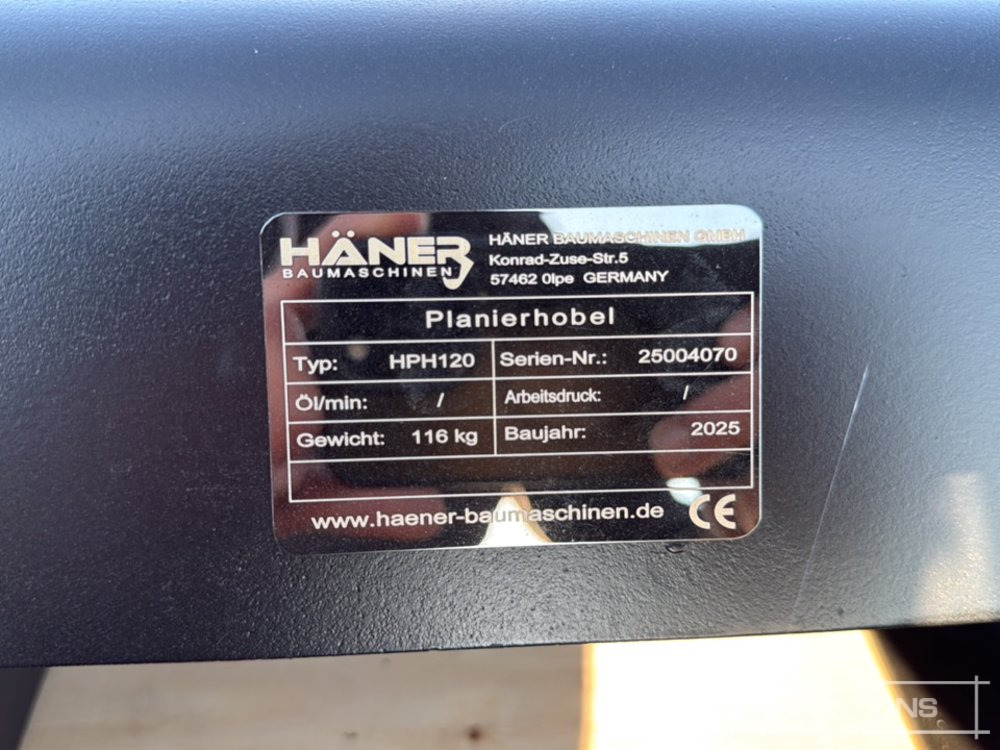 HÄNER
BAUMASCHINEN
HÄNER BAUMASCHINEN GMBH
Konrad-Zuse-Str.5
57462 Olpe GERMANY
Planierhobel
Typ: HPH120 Serien-Nr.: 25004070
Öl/min: / Arbeitsdruck: /
Gewicht: 116 kg Baujahr: 2025
www.haener-baumaschinen.de CE